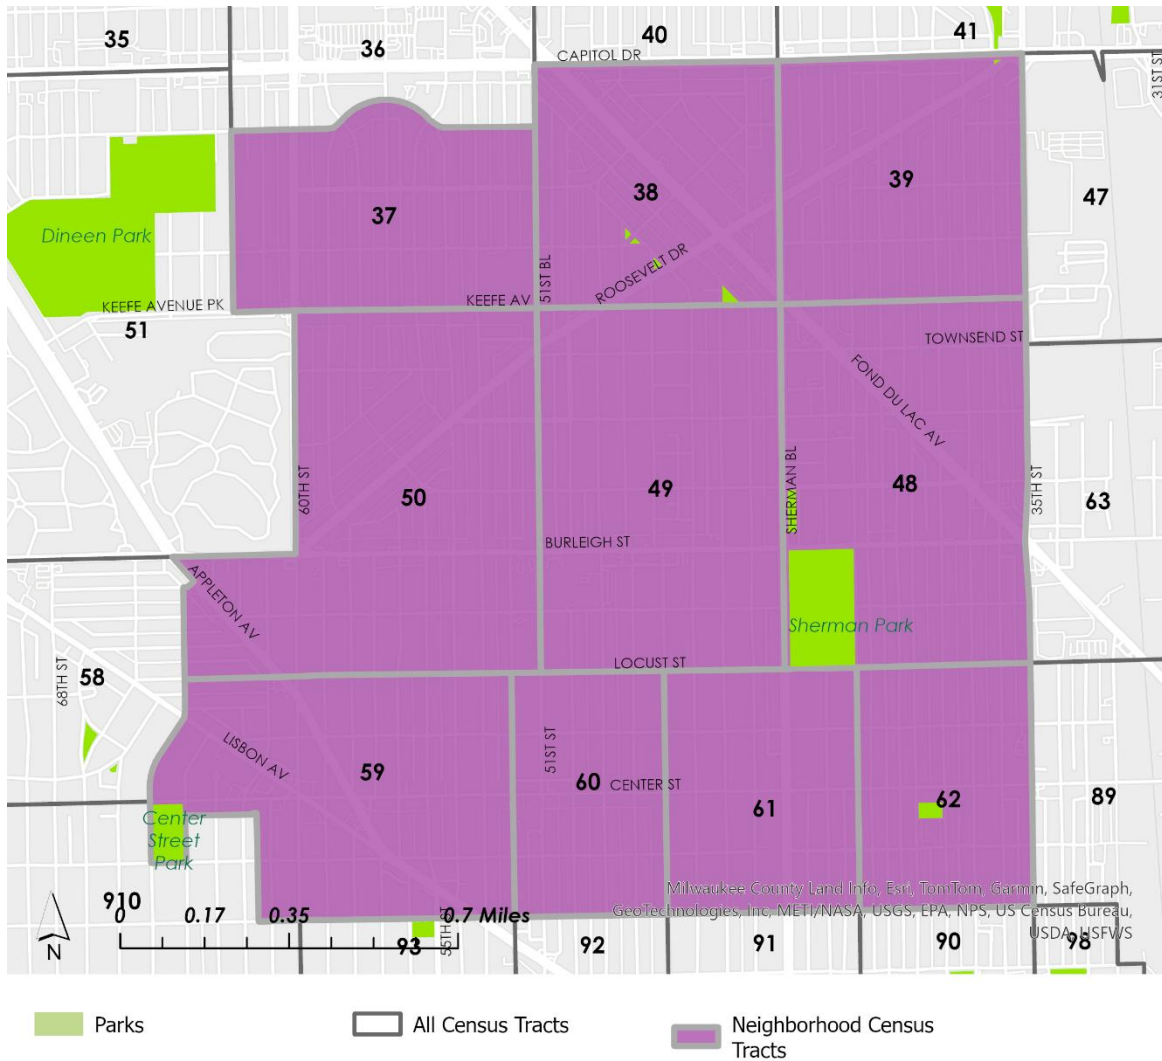 35
36
40
41
CAPITOL DR
31ST ST
37
38
39
47
Dineen Park
51ST BL
ROOSEVELT DR
KEEFE AVENUE PK
KEEFE AV
51
TOWNSEND ST
FOND DU LAC AV
60TH ST
50
49
SHERMAN BL
48
35TH ST
63
BURLEIGH ST
APPLETON AV
Sherman Park
LOCUST ST
68TH ST
58
LISBON AV
59
51ST ST
60
CENTER ST
61
62
89
Center
Street
Park
910
0
0.17
0.35
0.7 Miles
N
93
55TH ST
92
91
90
98
Milwaukee County Land Info, Esri, TomTom, Garmin, SafeGraph,
GeoTechnologies, Inc, METI/NASA, USGS, EPA, NPS, US Census Bureau,
USDA, USFWS
Parks
All Census Tracts
Neighborhood Census
Tracts